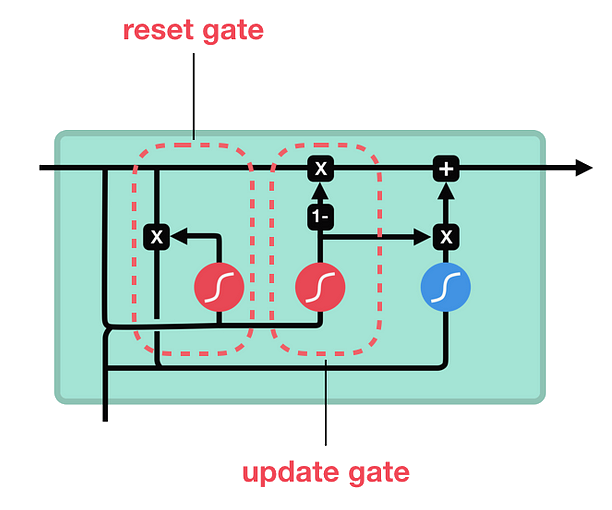 reset gate
X
+
1-
X
X
update gate